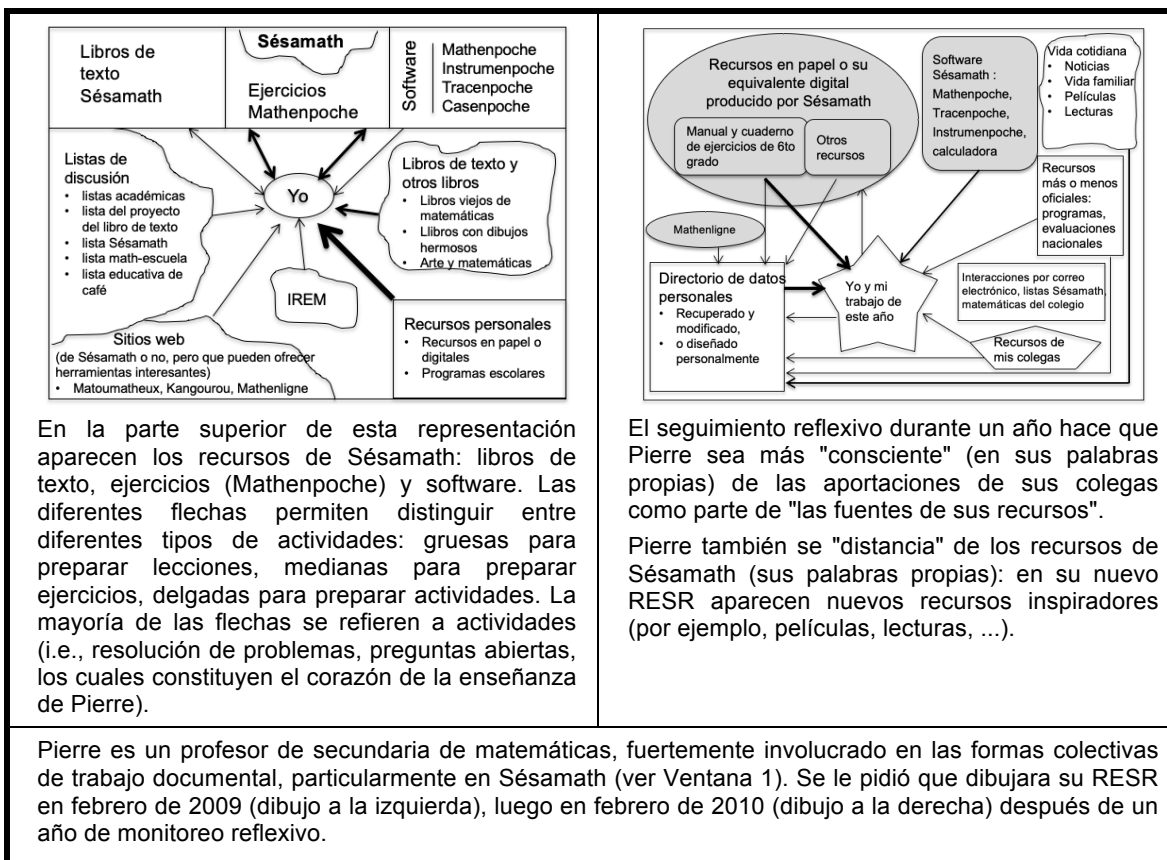 Libros de
texto
Sésamath
Sésamath
Ejercicios
Mathenpoche
Software
Mathenpoche
Instrumenpoche
Tracenpoche
Casenpoche
Listas de
discusión
• listas académicas
• lista del proyecto
del libro de texto
• lista Sésamath
• lista math-escuela
• lista educativa de
café
Yo
Libros de texto y
otros libros
• Libros viejos de
matemáticas
• Llibros con dibujos
hermosos
• Arte y matemáticas
IREM
Sitios web
(de Sésamath o no, pero que pueden ofrecer
herramientas interesantes)
• Matoumatheux, Kangourou, Mathenligne
Recursos personales
• Recursos en papel o
digitales
• Programas escolares
En la parte superior de esta representación
aparecen los recursos de Sésamath: libros de
texto, ejercicios (Mathenpoche) y software. Las
diferentes flechas permiten distinguir entre
diferentes tipos de actividades: gruesas para
preparar lecciones, medianas para preparar
ejercicios, delgadas para preparar actividades. La
mayoría de las flechas se refieren a actividades
(i.e., resolución de problemas, preguntas abiertas,
los cuales constituyen el corazón de la enseñanza
de Pierre).
Recursos en papel o su
equivalente digital
producido por Sésamath
Manual y cuaderno
de ejercicios de 6to
grado
Otros
recursos
Software
Sésamath :
Mathenpoche,
Tracenpoche,
Instrumenpoche,
calculadora
Vida cotidiana
• Noticias
• Vida familiar
• Películas
• Lecturas
Recursos
más o menos
oficiales:
programas,
evaluaciones
nacionales
Mathenligne
Directorio de datos
personales
• Recuperado y
modificado,
• o diseñado
personalmente
Yo y mi
trabajo de
este año
Interacciones por correo
electrónico, listas Sésamath,
matemáticas del colegio
Recursos de
mis colegas
El seguimiento reflexivo durante un año hace que
Pierre sea más "consciente" (en sus palabras
propias) de las aportaciones de sus colegas
como parte de "las fuentes de sus recursos".
Pierre también se "distancia" de los recursos de
Sésamath (sus palabras propias): en su nuevo
RESR aparecen nuevos recursos inspiradores
(por ejemplo, películas, lecturas, ...).
Pierre es un profesor de secundaria de matemáticas, fuertemente involucrado en las formas colectivas
de trabajo documental, particularmente en Sésamath (ver Ventana 1). Se le pidió que dibujara su RESR
en febrero de 2009 (dibujo a la izquierda), luego en febrero de 2010 (dibujo a la derecha) después de un
año de monitoreo reflexivo.